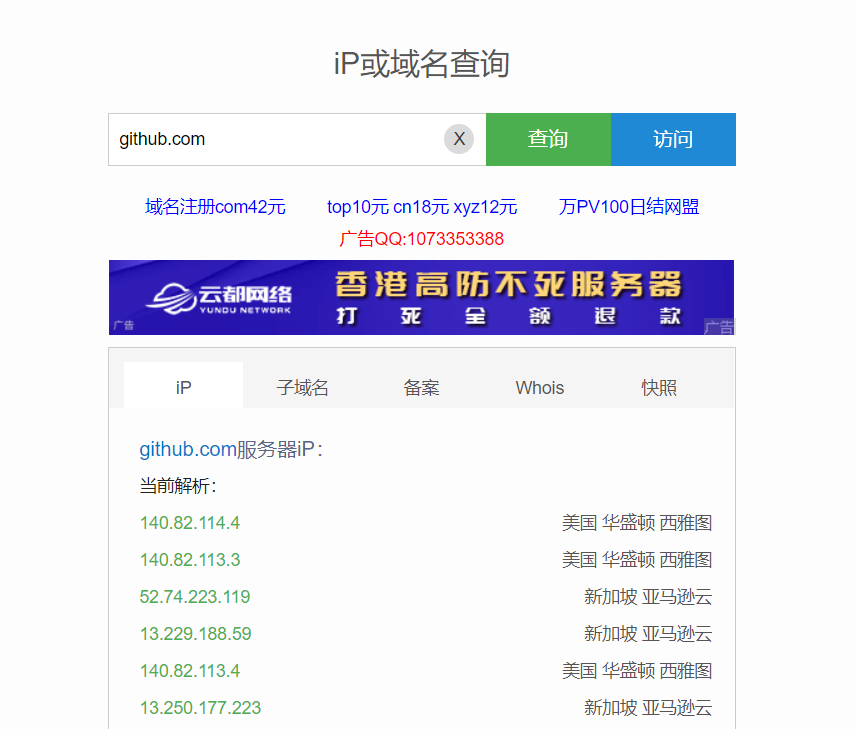 iP或域名查询
github.com X 查询 访问
域名注册com42元 top10元 cn18元 xyz12元 万PV100日结网盟
广告QQ:1073353388
云都网络 香港高防不死服务器
YUNDU NETWORK 打 死 全 额 退 款
广告 广告
iP 子域名 备案 Whois 快照
github.com服务器iP：
当前解析：
140.82.114.4 美国 华盛顿 西雅图
140.82.113.3 美国 华盛顿 西雅图
52.74.223.119 新加坡 亚马逊云
13.229.188.59 新加坡 亚马逊云
140.82.113.4 美国 华盛顿 西雅图
13.250.177.223 新加坡 亚马逊云